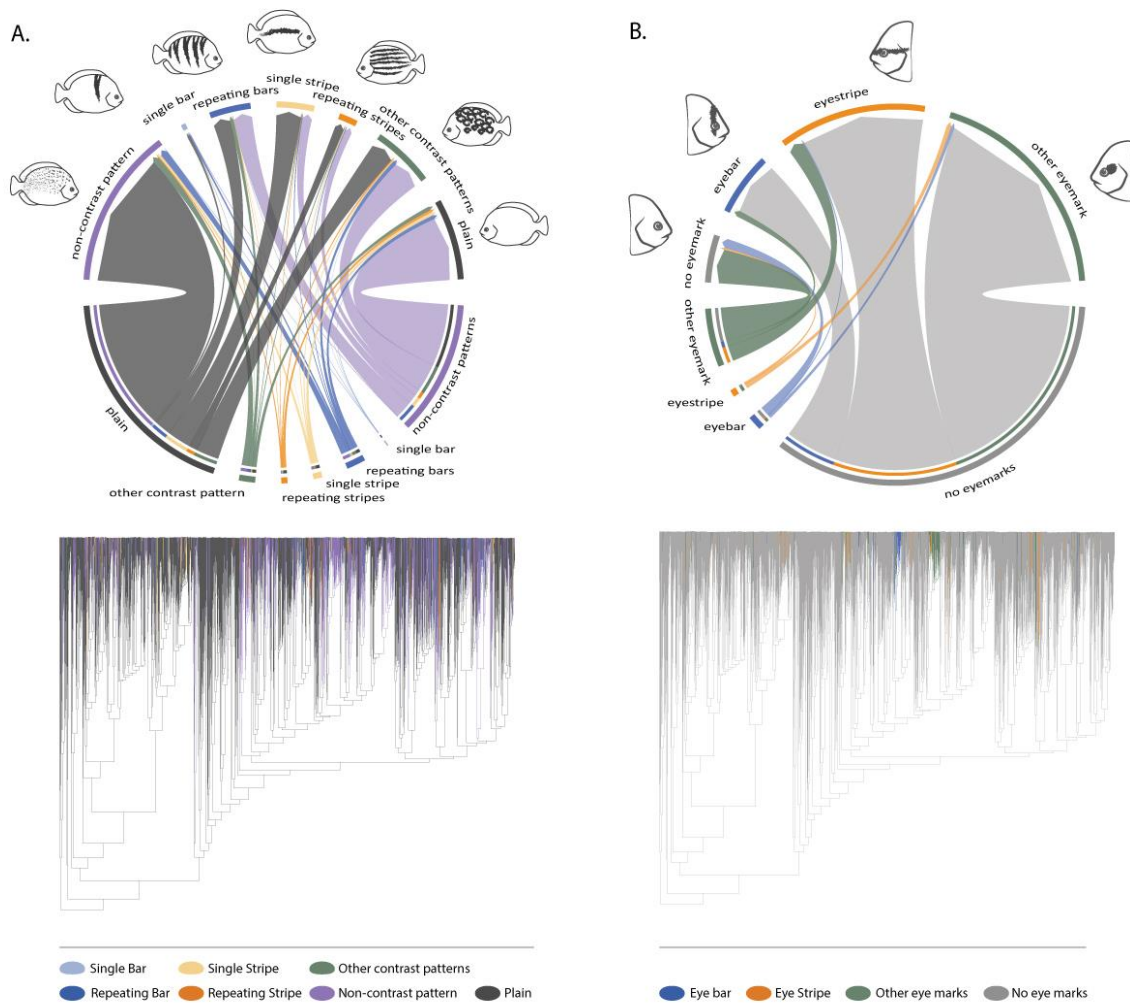 A.
single bar
repeating bars
single stripe
repeating stripes
other contrast patterns
plain
non-contrast pattern
plain
non-contrast patterns
single bar
repeating bars
single stripe
repeating stripes
other contrast pattern
B.
eyestripe
other eyemark
eyebar
no eyemark
other eyemark
eyestripe
eyebar
no eyemarks
Single Bar
Single Stripe
Other contrast patterns
Repeating Bar
Repeating Stripe
Non-contrast pattern
Plain
Eye bar
Eye Stripe
Other eye marks
No eye marks